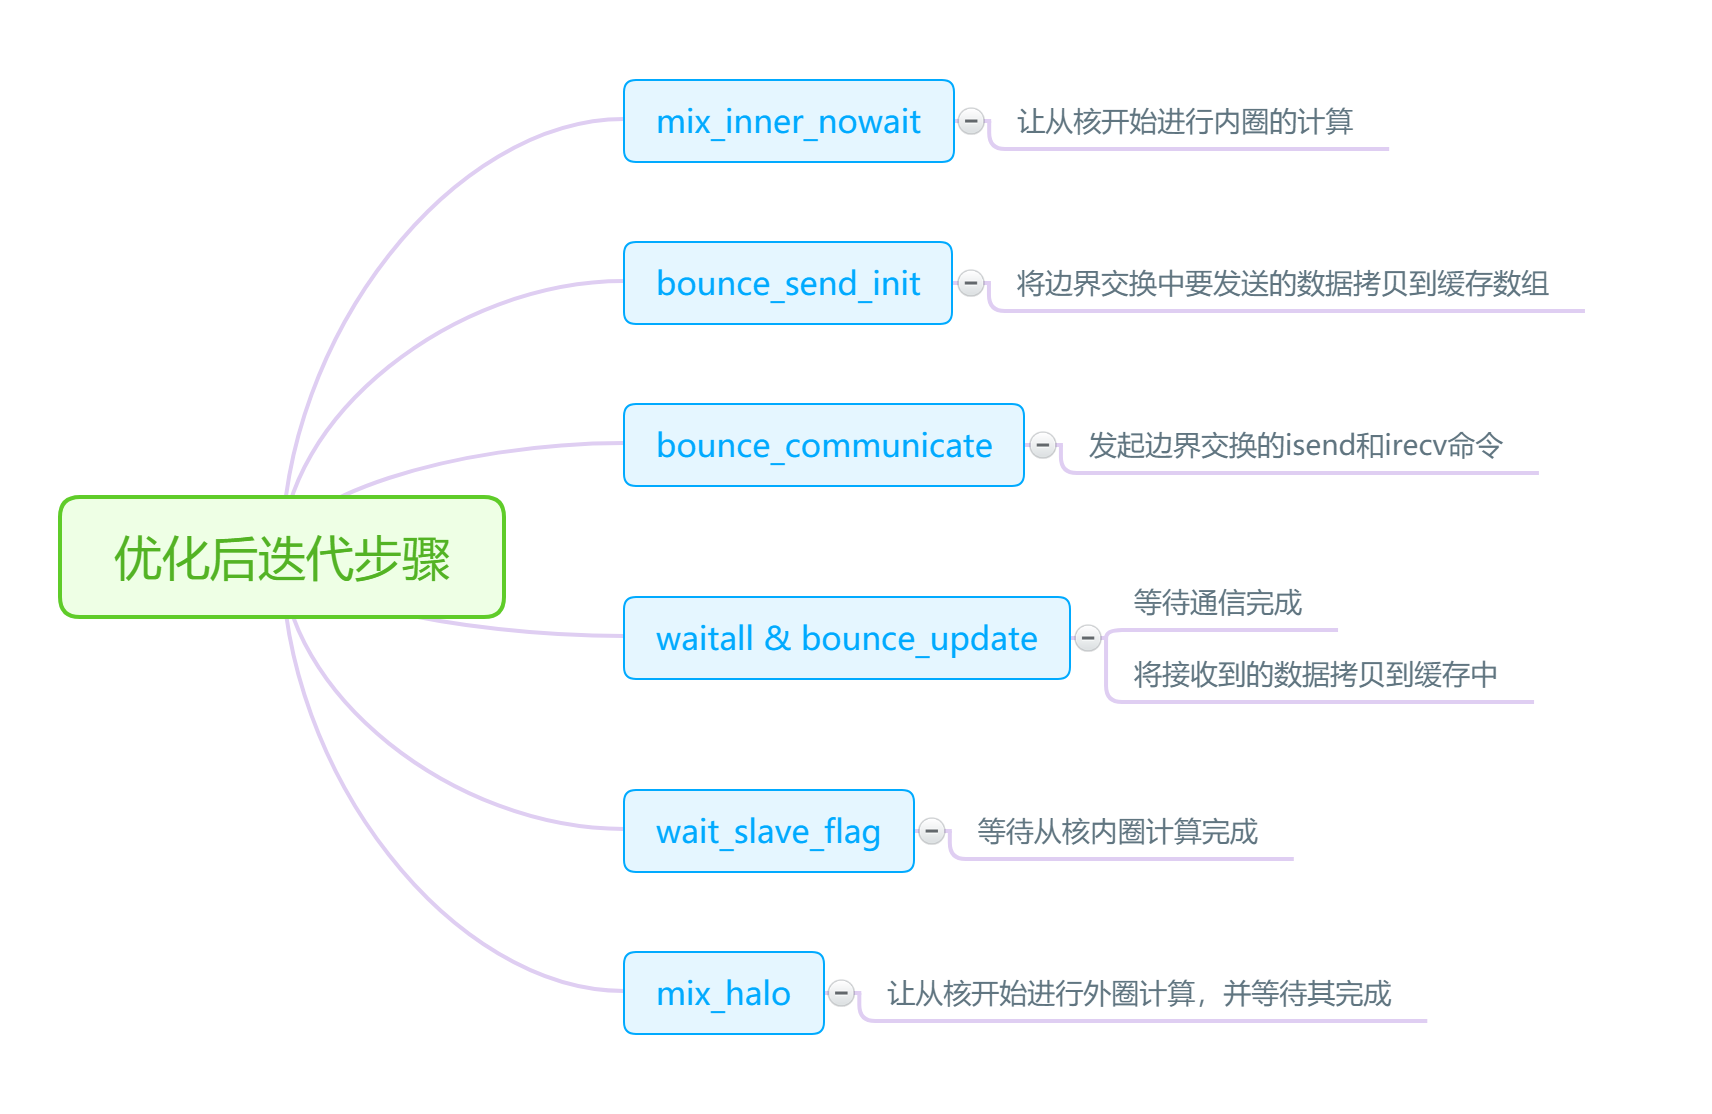 优化后迭代步骤
mix_inner_nowait
让从核开始进行内圈的计算
bounce_send_init
将边界交换中要发送的数据拷贝到缓存数组
bounce_communicate
发起边界交换的isend和irecv命令
waitall & bounce_update
等待通信完成
将接收到的数据拷贝到缓存中
wait_slave_flag
等待从核内圈计算完成
mix_halo
让从核开始进行外圈计算，并等待其完成